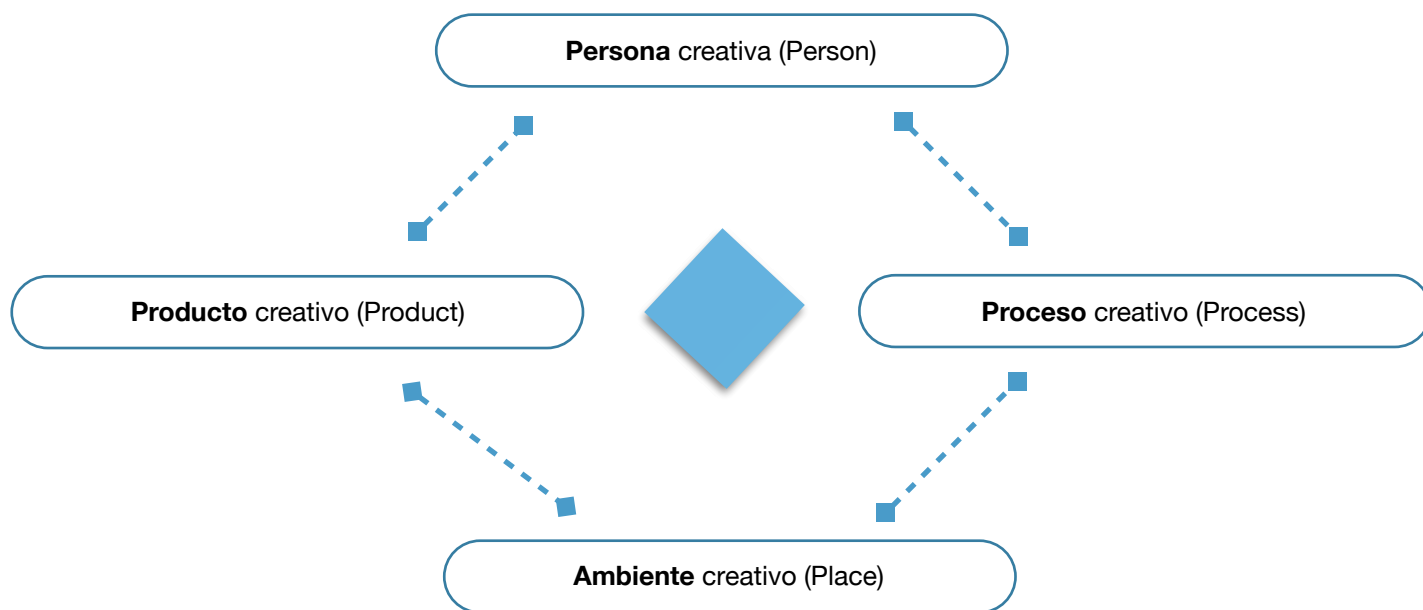 Persona creativa (Person)
Producto creativo (Product)
Proceso creativo (Process)
Ambiente creativo (Place)